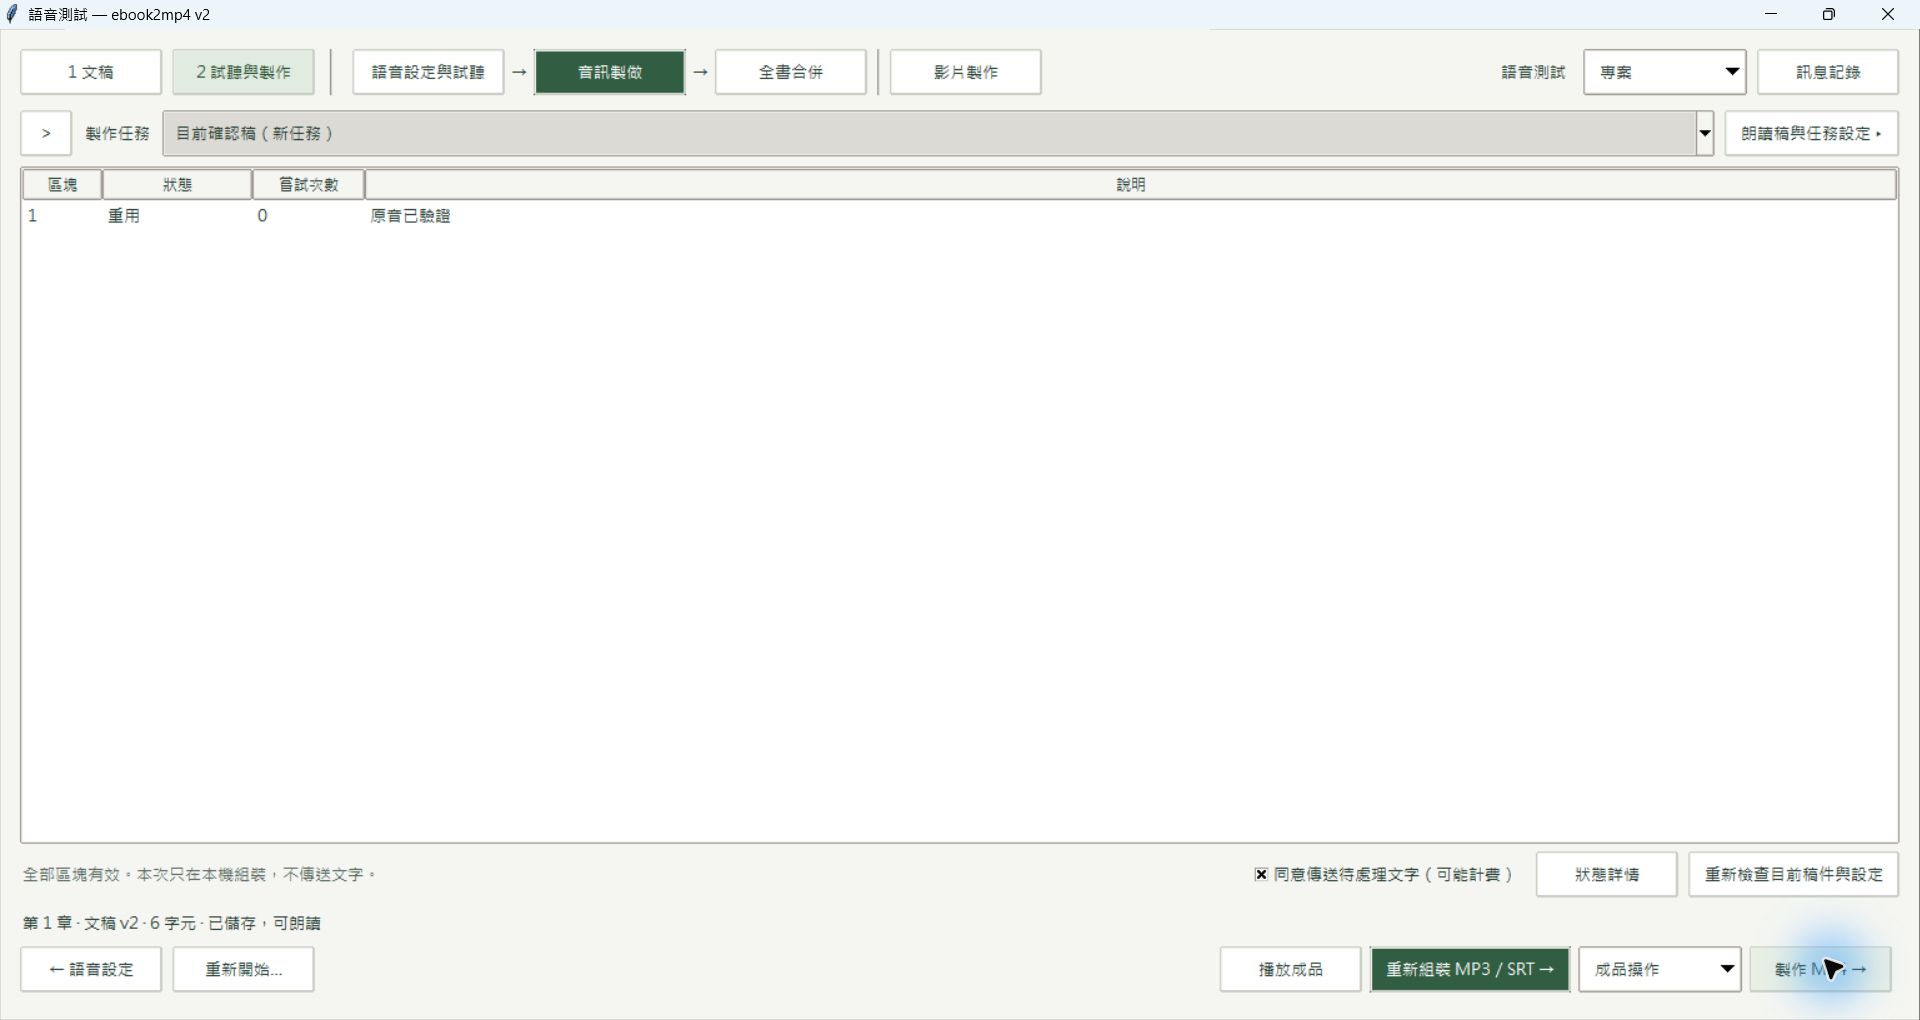 語音測試 — ebook2mp4 v2
1 文稿
2 試聽與製作
語音設定與試聽
→
音訊製做
→
全書合併
影片製作
語音測試
專案
訊息記錄
>
製作任務
目前確認稿（新任務）
朗讀稿與任務設定 ▸
區塊 狀態 嘗試次數 說明
1 重用 0 原音已驗證
全部區塊有效。本次只在本機組裝，不傳送文字。
同意傳送待處理文字（可能計費）
狀態詳情
重新檢查目前稿件與設定
第 1 章 · 文稿 v2 · 6 字元 · 已儲存，可朗讀
← 語音設定
重新開始...
播放成品
重新組裝 MP3 / SRT →
成品操作
製作 →